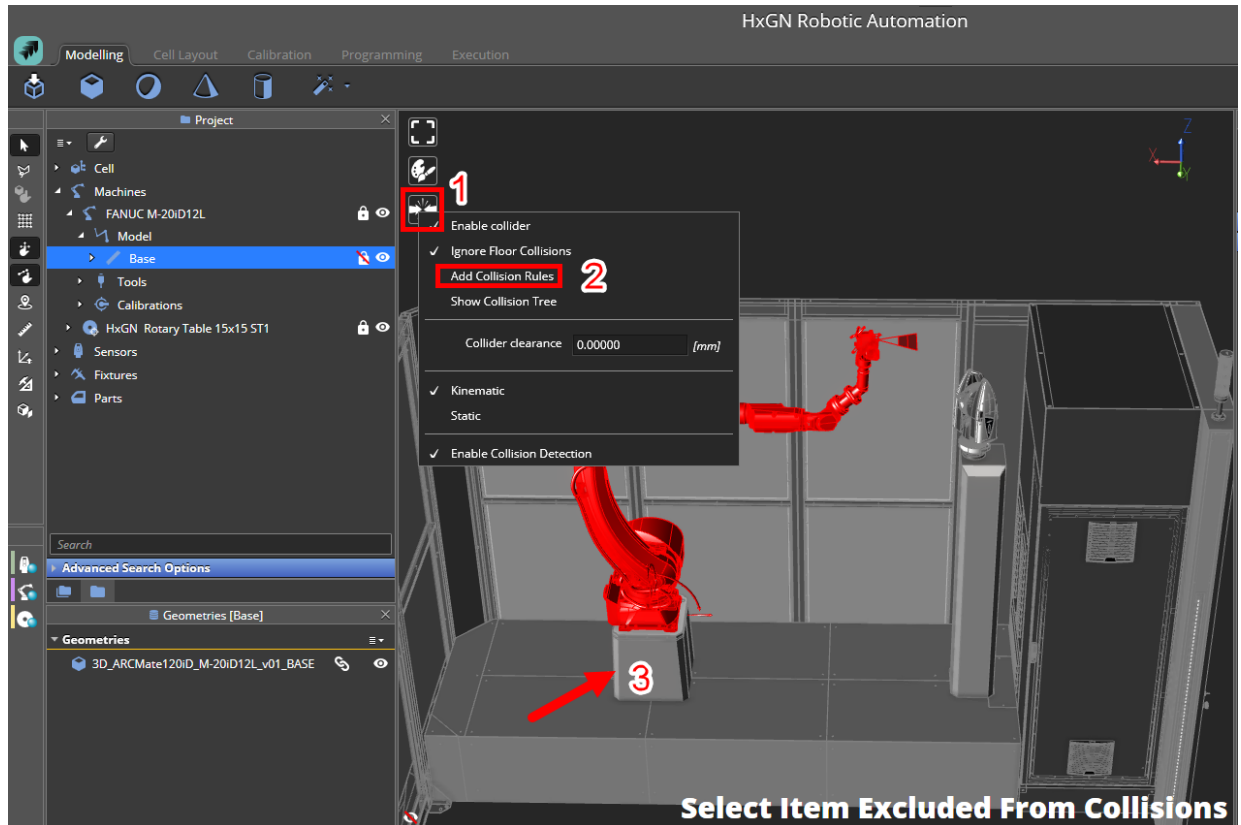 HxGN Robotic Automation
Modelling Cell Layout Calibration Programming Execution
Project
Cell
Machines
FANUC M-20iD12L
Model
Base
Tools
Calibrations
HxGN Rotary Table 15x15 ST1
Sensors
Fixtures
Parts
Search
Advanced Search Options
Geometries [Base]
Geometries
3D_ARCMate120iD_M-20iD12L_v01_BASE
1
Enable collider
Ignore Floor Collisions
Add Collision Rules
2
Show Collision Tree
Collider clearance 0.00000 [mm]
Kinematic
Static
Enable Collision Detection
Z
X
Y
3
Select Item Excluded From Collisions